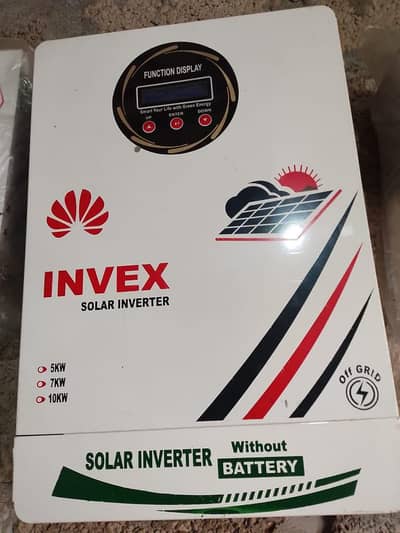 FUNCTION DISPLAY
Smart Your Life with Green Energy
UP ENTER DOWN
INVEX
SOLAR INVERTER
5KW
7KW
10KW
Off GRID
SOLAR INVERTER Without
BATTERY